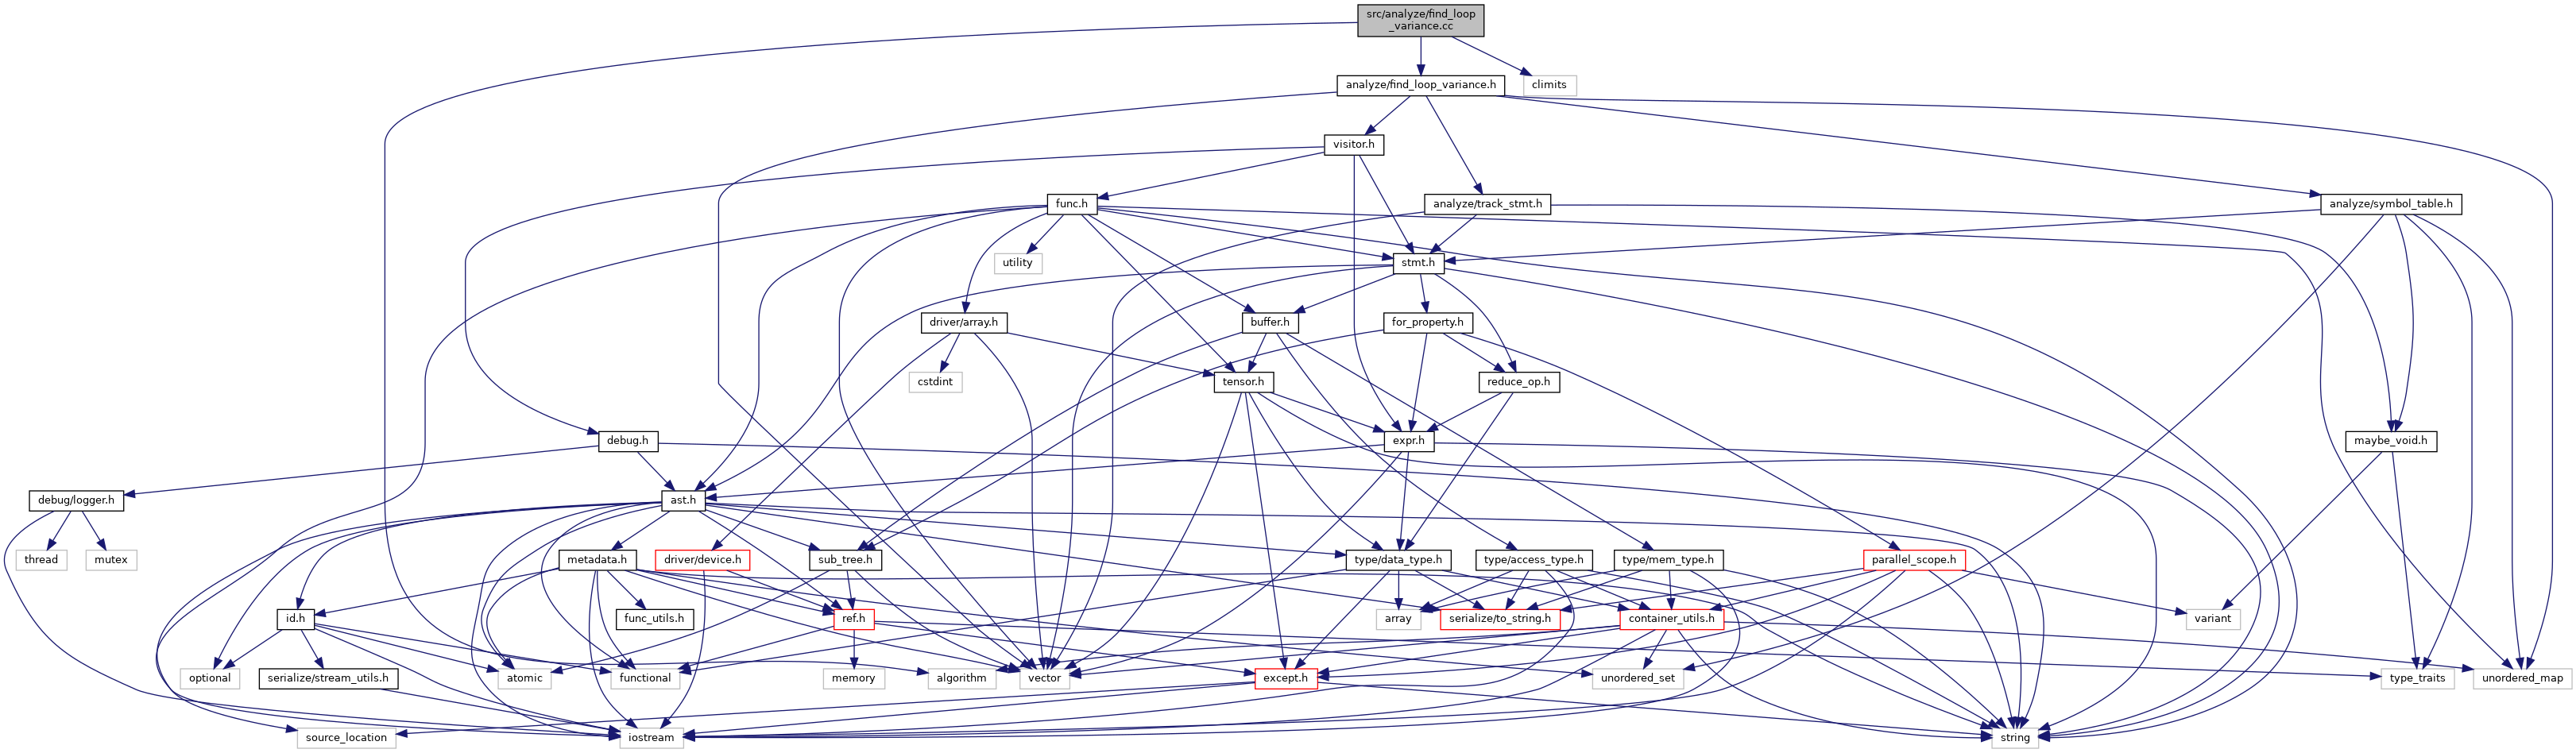 src/analyze/find_loop
_variance.cc
analyze/find_loop_variance.h
climits
visitor.h
func.h
analyze/track_stmt.h
analyze/symbol_table.h
utility
stmt.h
driver/array.h
buffer.h
for_property.h
cstdint
tensor.h
reduce_op.h
debug.h
expr.h
maybe_void.h
debug/logger.h
ast.h
thread
mutex
metadata.h
driver/device.h
sub_tree.h
type/data_type.h
type/access_type.h
type/mem_type.h
parallel_scope.h
id.h
func_utils.h
ref.h
array
serialize/to_string.h
container_utils.h
variant
optional
serialize/stream_utils.h
atomic
functional
memory
algorithm
vector
except.h
unordered_set
type_traits
unordered_map
source_location
iostream
string